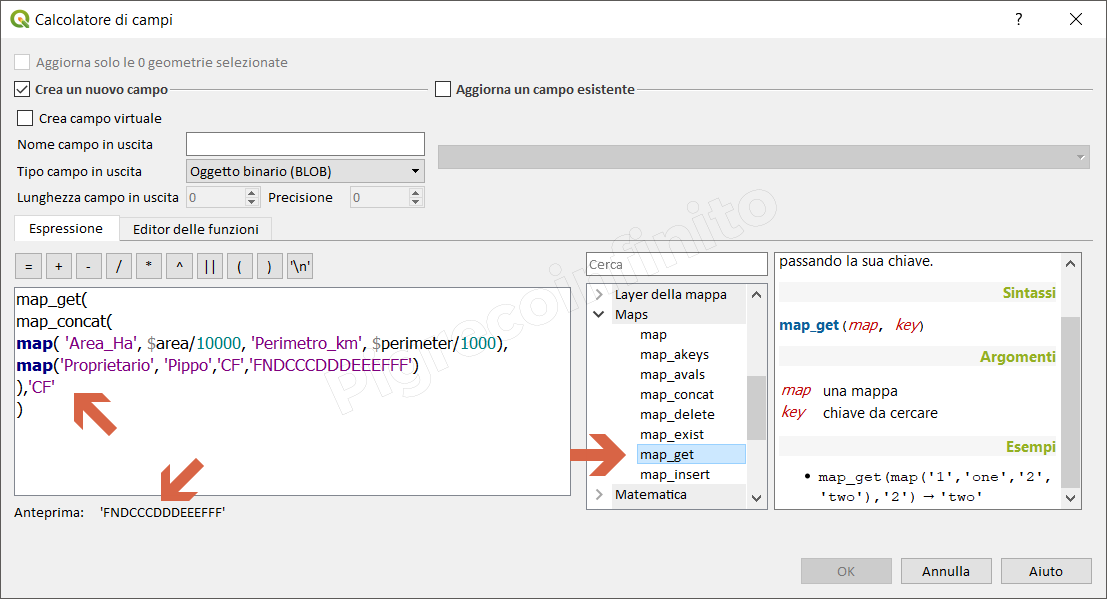 Calcolatore di campi
?
Aggiorna solo le 0 geometrie selezionate
Crea un nuovo campo
Aggiorna un campo esistente
Crea campo virtuale
Nome campo in uscita
Tipo campo in uscita
Oggetto binario (BLOB)
Lunghezza campo in uscita
0
Precisione
0
Espressione
Editor delle funzioni
= + - / * ^ || ( ) '\n'
map_get(
map_concat(
map( 'Area_Ha', $area/10000, 'Perimetro_km', $perimeter/1000),
map('Proprietario', 'Pippo','CF','FNDCCCDDDEEEFFF')
),'CF'
)
Anteprima: 'FNDCCCDDDEEEFFF'
Cerca
Layer della mappa
Maps
map
map_akeys
map_avals
map_concat
map_delete
map_exist
map_get
map_insert
Matematica
passando la sua chiave.
Sintassi
map_get(map, key)
Argomenti
map una mappa
key chiave da cercare
Esempi
• map_get(map('1','one','2',
'two'),'2') → 'two'
OK
Annulla
Aiuto
Pigrecoinfinito